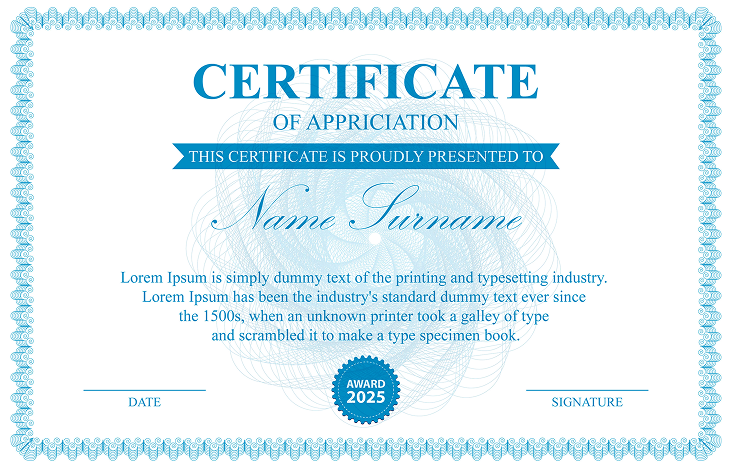 CERTIFICATE
OF APPRICIATION
THIS CERTIFICATE IS PROUDLY PRESENTED TO
Name Surname
Lorem Ipsum is simply dummy text of the printing and typesetting industry.
Lorem Ipsum has been the industry's standard dummy text ever since
the 1500s, when an unknown printer took a galley of type
and scrambled it to make a type specimen book.
AWARD
2025
DATE
SIGNATURE